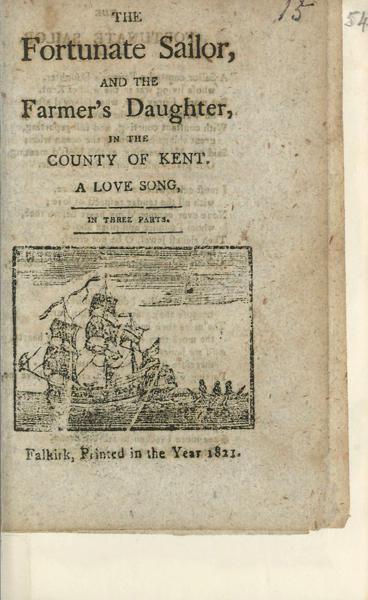 15
54
THE
Fortunate Sailor,
AND THE
Farmer's Daughter,
IN THE
COUNTY OF KENT.
A LOVE SONG,
IN THREE PARTS.
Falkirk, Printed in the Year 1821.